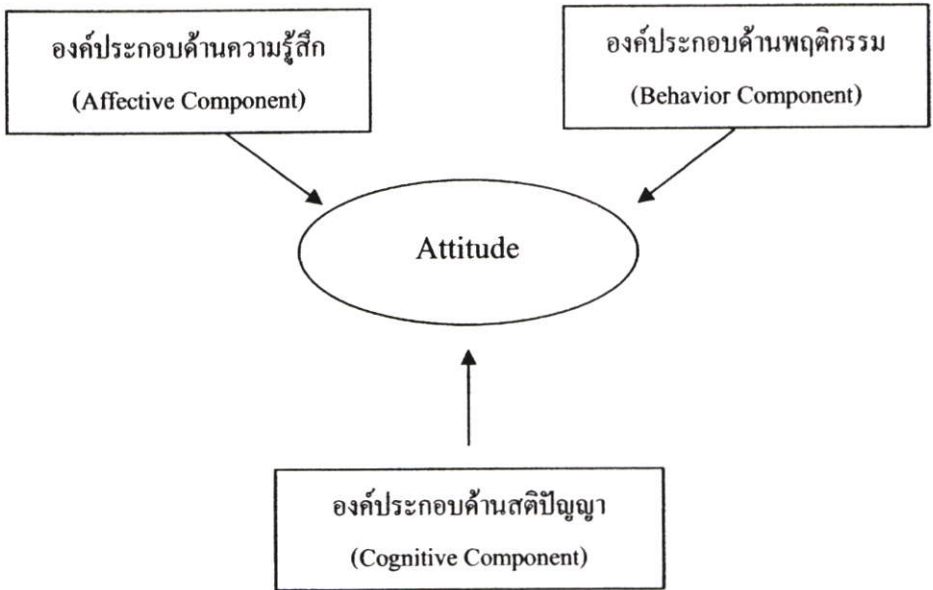 องค์ประกอบด้านความรู้สึก
(Affective Component)
องค์ประกอบด้านพฤติกรรม
(Behavior Component)
Attitude
องค์ประกอบด้านสติปัญญา
(Cognitive Component)